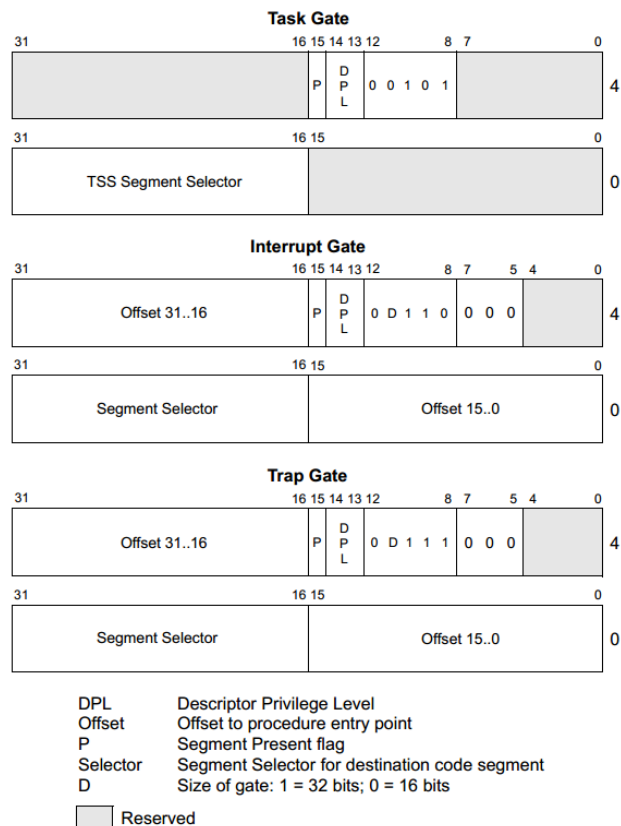 Task Gate
31 16 15 14 13 12 8 7 0
P D P L 0 0 1 0 1 4
31 16 15 0
TSS Segment Selector 0
Interrupt Gate
31 16 15 14 13 12 8 7 5 4 0
Offset 31..16 P D P L 0 D 1 1 0 0 0 0 4
31 16 15 0
Segment Selector Offset 15..0 0
Trap Gate
31 16 15 14 13 12 8 7 5 4 0
Offset 31..16 P D P L 0 D 1 1 1 0 0 0 4
31 16 15 0
Segment Selector Offset 15..0 0
DPL Descriptor Privilege Level
Offset Offset to procedure entry point
P Segment Present flag
Selector Segment Selector for destination code segment
D Size of gate: 1 = 32 bits; 0 = 16 bits
Reserved